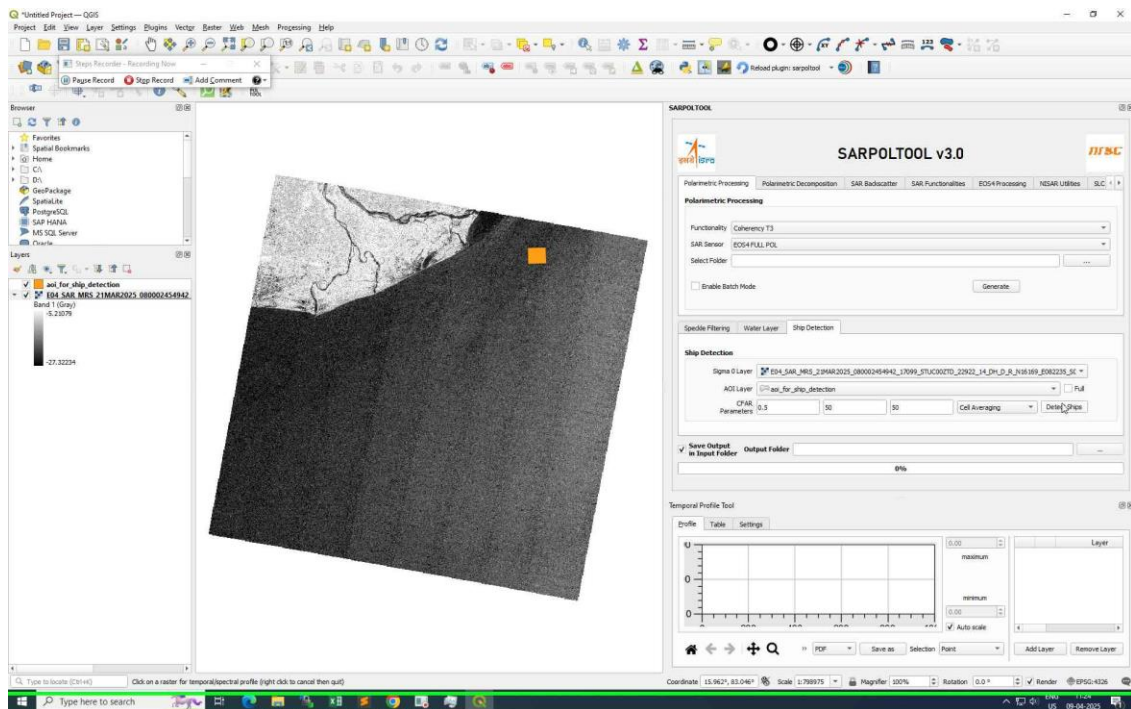 *Untitled Project — QGIS
Project Edit View Layer Settings Plugins Vector Raster Web Mesh Processing Help
Steps Recorder - Recording Now
Pause Record Stop Record Add Comment
Reload plugin: sarpoltool
Browser
Favorites
Spatial Bookmarks
Home
C:\
D:\
GeoPackage
SpatiaLite
PostgreSQL
SAP HANA
MS SQL Server
Oracle
Layers
aoi_for_ship_detection
E04_SAR_MRS_21MAR2025_080002454942
Band 1 (Gray)
-5.21079
-27.32234
SARPOLTOOL
isro
SARPOLTOOL v3.0
nrsc
Polarimetric Processing Polarimetric Decomposition SAR Backscatter SAR Functionalities EOS4 Processing NISAR Utilities SLC
Polarimetric Processing
Functionality Coherency T3
SAR Sensor EOS4 FULL POL
Select Folder ...
Enable Batch Mode Generate
Speckle Filtering Water Layer Ship Detection
Ship Detection
Sigma 0 Layer E04_SAR_MRS_21MAR2025_080002454942_17099_STUC00ZTD_22922_14_DH_D_R_N16169_E082235_
AOI Layer aoi_for_ship_detection Full
CFAR Parameters 0.5 50 50 Cell Averaging Detect Ships
Save Output in Input Folder Output Folder ...
0%
Temporal Profile Tool
Profile Table Settings
0.00 Layer
maximum
minimum
0.00
Auto scale
PDF Save as Selection Point Add Layer Remove Layer
Type to locate (Ctrl+K) Click on a raster for temporal/spectral profile (right click to cancel then quit) Coordinate 15.962°, 83.046° Scale 1:798975 Magnifier 100% Rotation 0.0 ° Render EPSG:4326
Type here to search ENG 11:24
US 09-04-2025